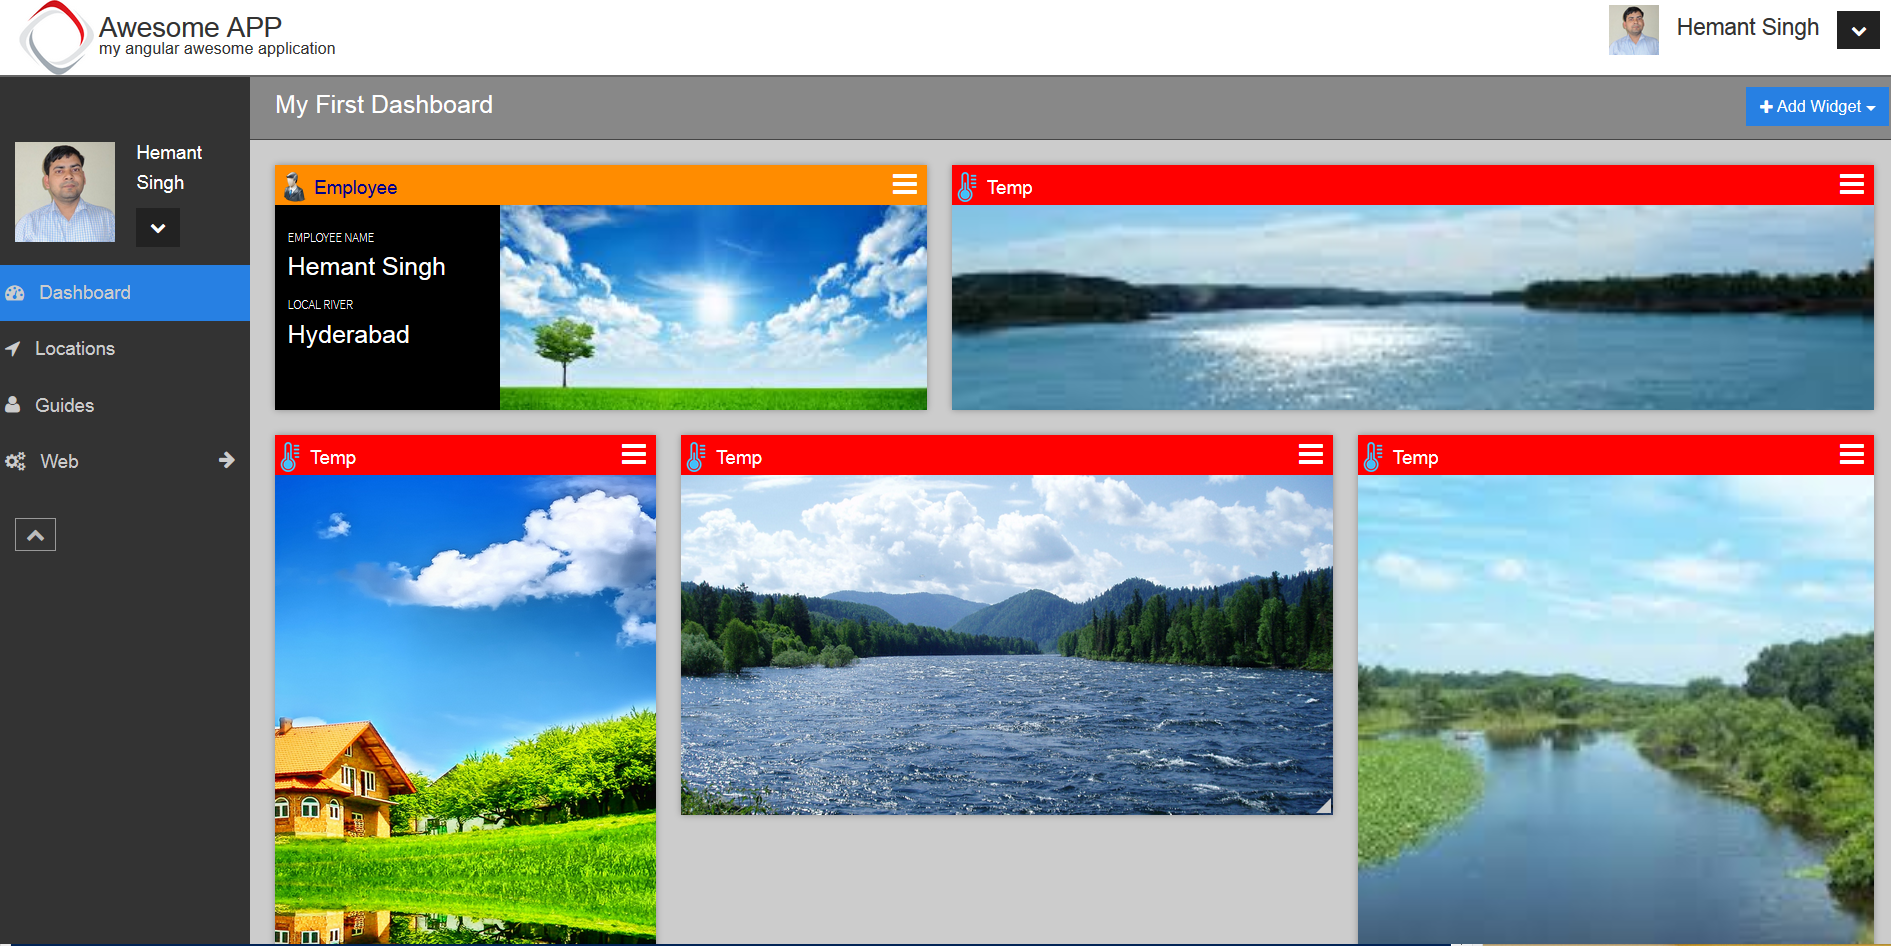 Awesome APP
my angular awesome application
Hemant Singh
Hemant
Singh
Dashboard
Locations
Guides
Web
My First Dashboard
Add Widget
Employee
EMPLOYEE NAME
Hemant Singh
LOCAL RIVER
Hyderabad
Temp
Temp
Temp
Temp